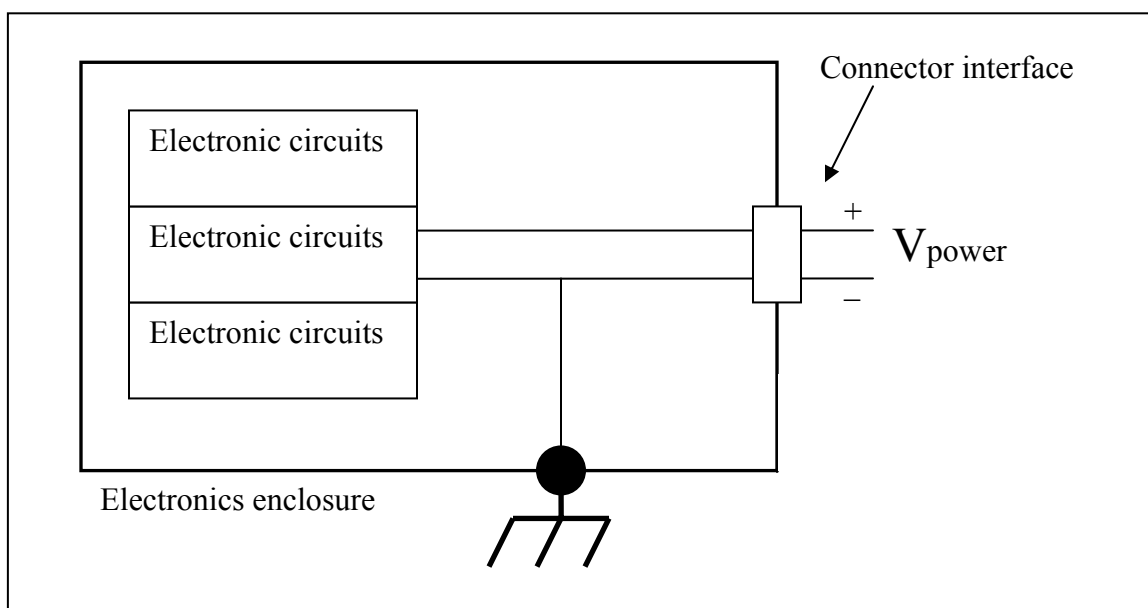 Connector interface
Electronic circuits
Electronic circuits
Electronic circuits
+
Vpower
–
Electronics enclosure